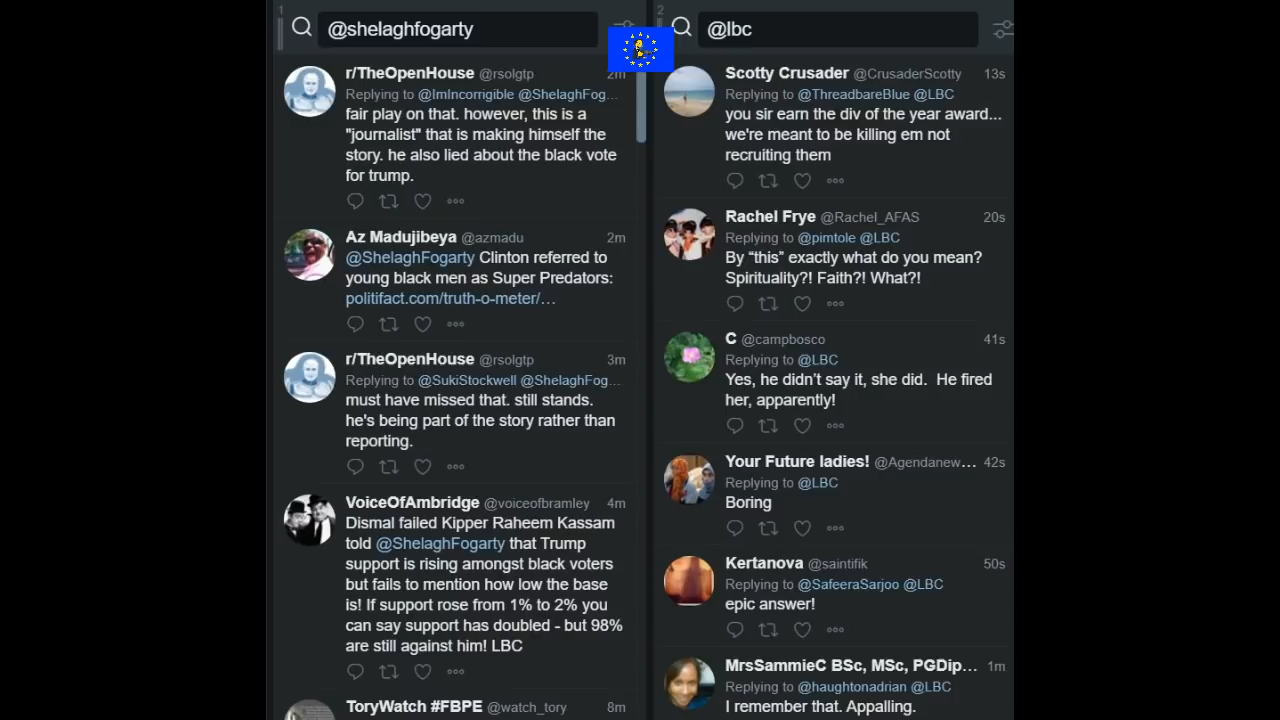 1
@shelaghfogarty
r/TheOpenHouse @rsolgtp 2m
Replying to @ImIncorrigible @ShelaghFog...
fair play on that. however, this is a
"journalist" that is making himself the
story. he also lied about the black vote
for trump.
Az Madujibeya @azmadu 2m
@ShelaghFogarty Clinton referred to
young black men as Super Predators:
politifact.com/truth-o-meter/…
r/TheOpenHouse @rsolgtp 3m
Replying to @SukiStockwell @ShelaghFog...
must have missed that. still stands.
he's being part of the story rather than
reporting.
VoiceOfAmbridge @voiceofbramley 4m
Dismal failed Kipper Raheem Kassam
told @ShelaghFogarty that Trump
support is rising amongst black voters
but fails to mention how low the base
is! If support rose from 1% to 2% you
can say support has doubled - but 98%
are still against him! LBC
ToryWatch #FBPE @watch_tory 8m
2
@lbc
Scotty Crusader @CrusaderScotty 13s
Replying to @ThreadbareBlue @LBC
you sir earn the div of the year award...
we're meant to be killing em not
recruiting them
Rachel Frye @Rachel_AFAS 20s
Replying to @pimtole @LBC
By “this” exactly what do you mean?
Spirituality?! Faith?! What?!
C @campbosco 41s
Replying to @LBC
Yes, he didn’t say it, she did.  He fired
her, apparently!
Your Future ladies! @Agendanew... 42s
Replying to @LBC
Boring
Kertanova @saintifik 50s
Replying to @SafeeraSarjoo @LBC
epic answer!
MrsSammieC BSc, MSc, PGDip... 1m
Replying to @haughtonadrian @LBC
I remember that. Appalling.